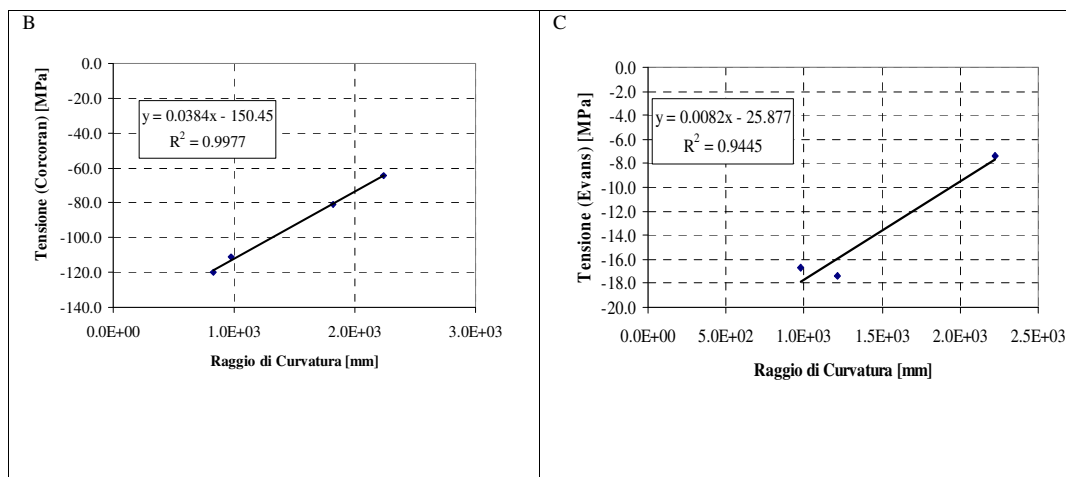 B
Tensione (Corcoran) [MPa]
0.0
-20.0
-40.0
-60.0
-80.0
-100.0
-120.0
-140.0
y = 0.0384x - 150.45
R² = 0.9977
0.0E+00 1.0E+03 2.0E+03 3.0E+03
Raggio di Curvatura [mm]
C
Tensione (Evans) [MPa]
0.0
-2.0
-4.0
-6.0
-8.0
-10.0
-12.0
-14.0
-16.0
-18.0
-20.0
y = 0.0082x - 25.877
R² = 0.9445
0.0E+00 5.0E+02 1.0E+03 1.5E+03 2.0E+03 2.5E+03
Raggio di Curvatura [mm]